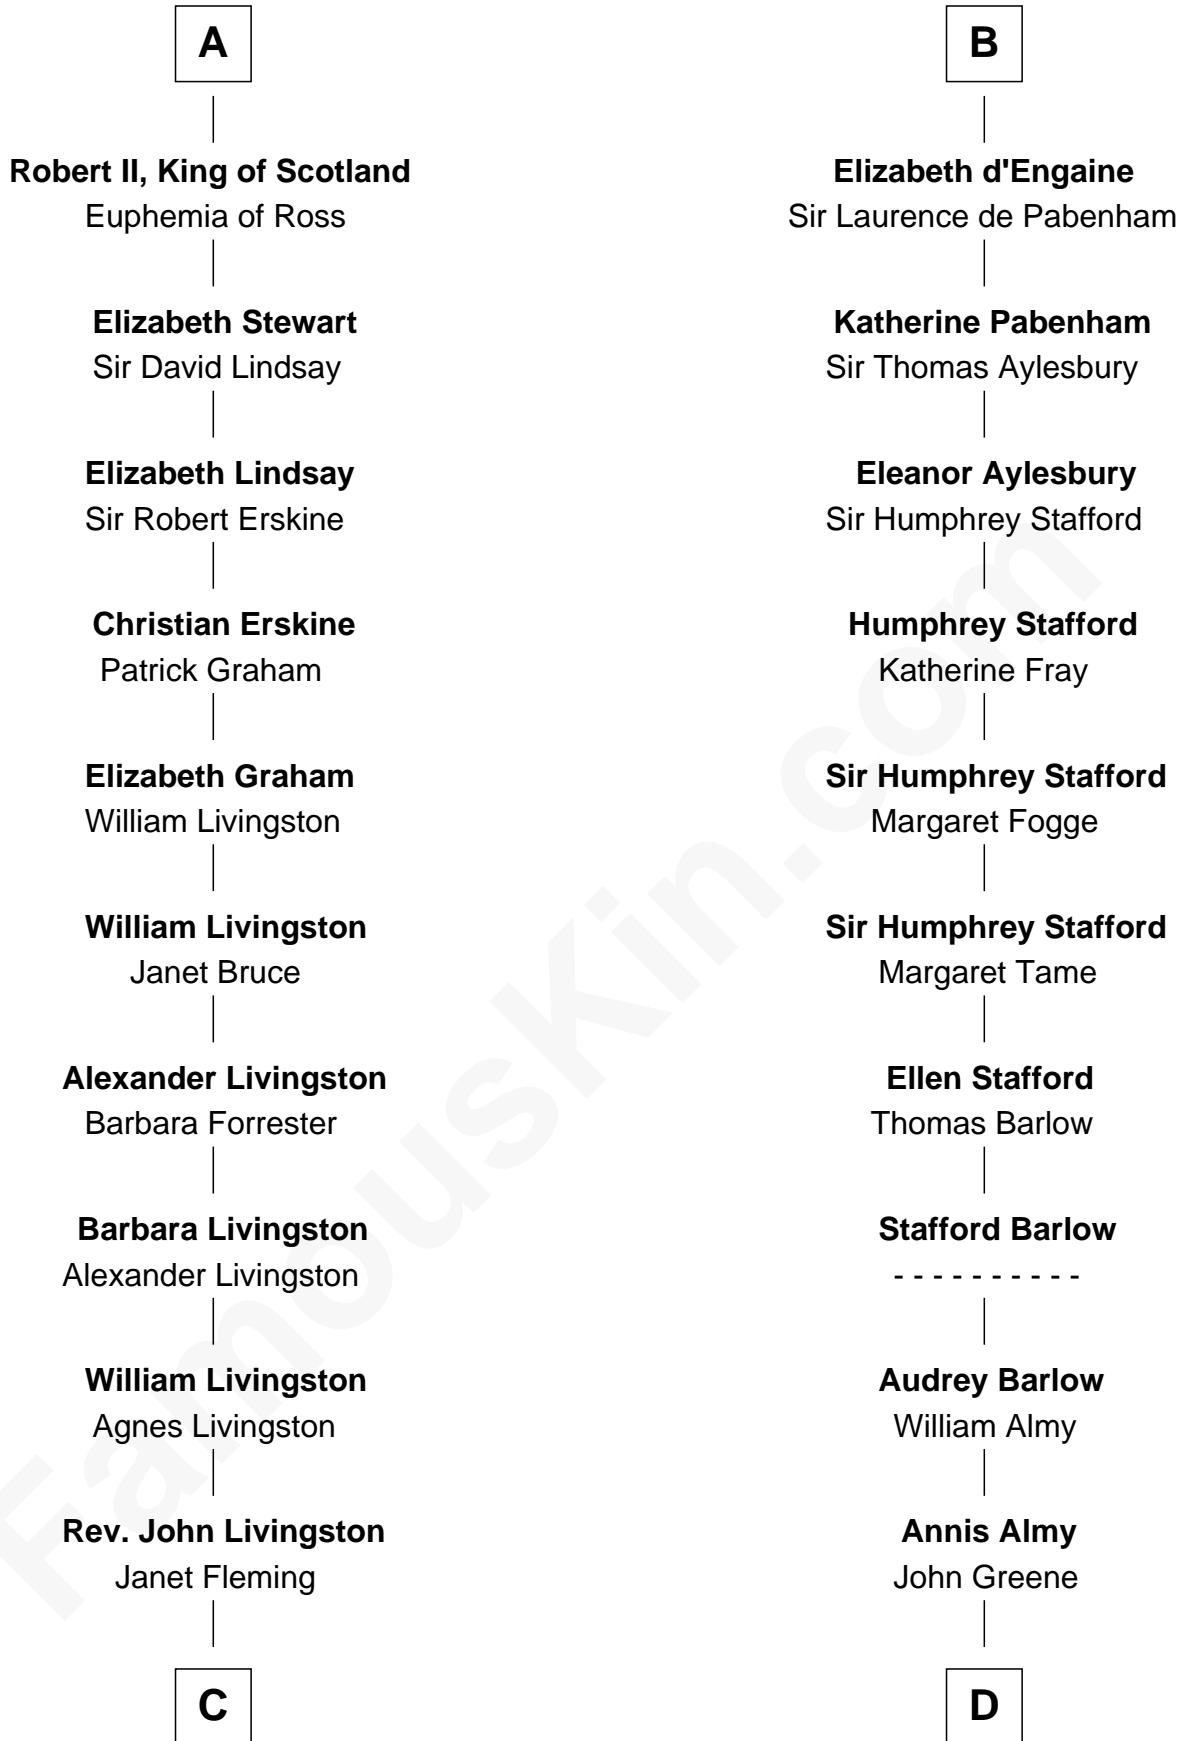 A
Robert II, King of Scotland
Euphemia of Ross
Elizabeth Stewart
Sir David Lindsay
Elizabeth Lindsay
Sir Robert Erskine
Christian Erskine
Patrick Graham
Elizabeth Graham
William Livingston
William Livingston
Janet Bruce
Alexander Livingston
Barbara Forrester
Barbara Livingston
Alexander Livingston
William Livingston
Agnes Livingston
Rev. John Livingston
Janet Fleming
C
B
Elizabeth d'Engaine
Sir Laurence de Pabenham
Katherine Pabenham
Sir Thomas Aylesbury
Eleanor Aylesbury
Sir Humphrey Stafford
Humphrey Stafford
Katherine Fray
Sir Humphrey Stafford
Margaret Fogge
Sir Humphrey Stafford
Margaret Tame
Ellen Stafford
Thomas Barlow
Stafford Barlow
- - - - - - - - - -
Audrey Barlow
William Almy
Annis Almy
John Greene
D
FamousKin.com